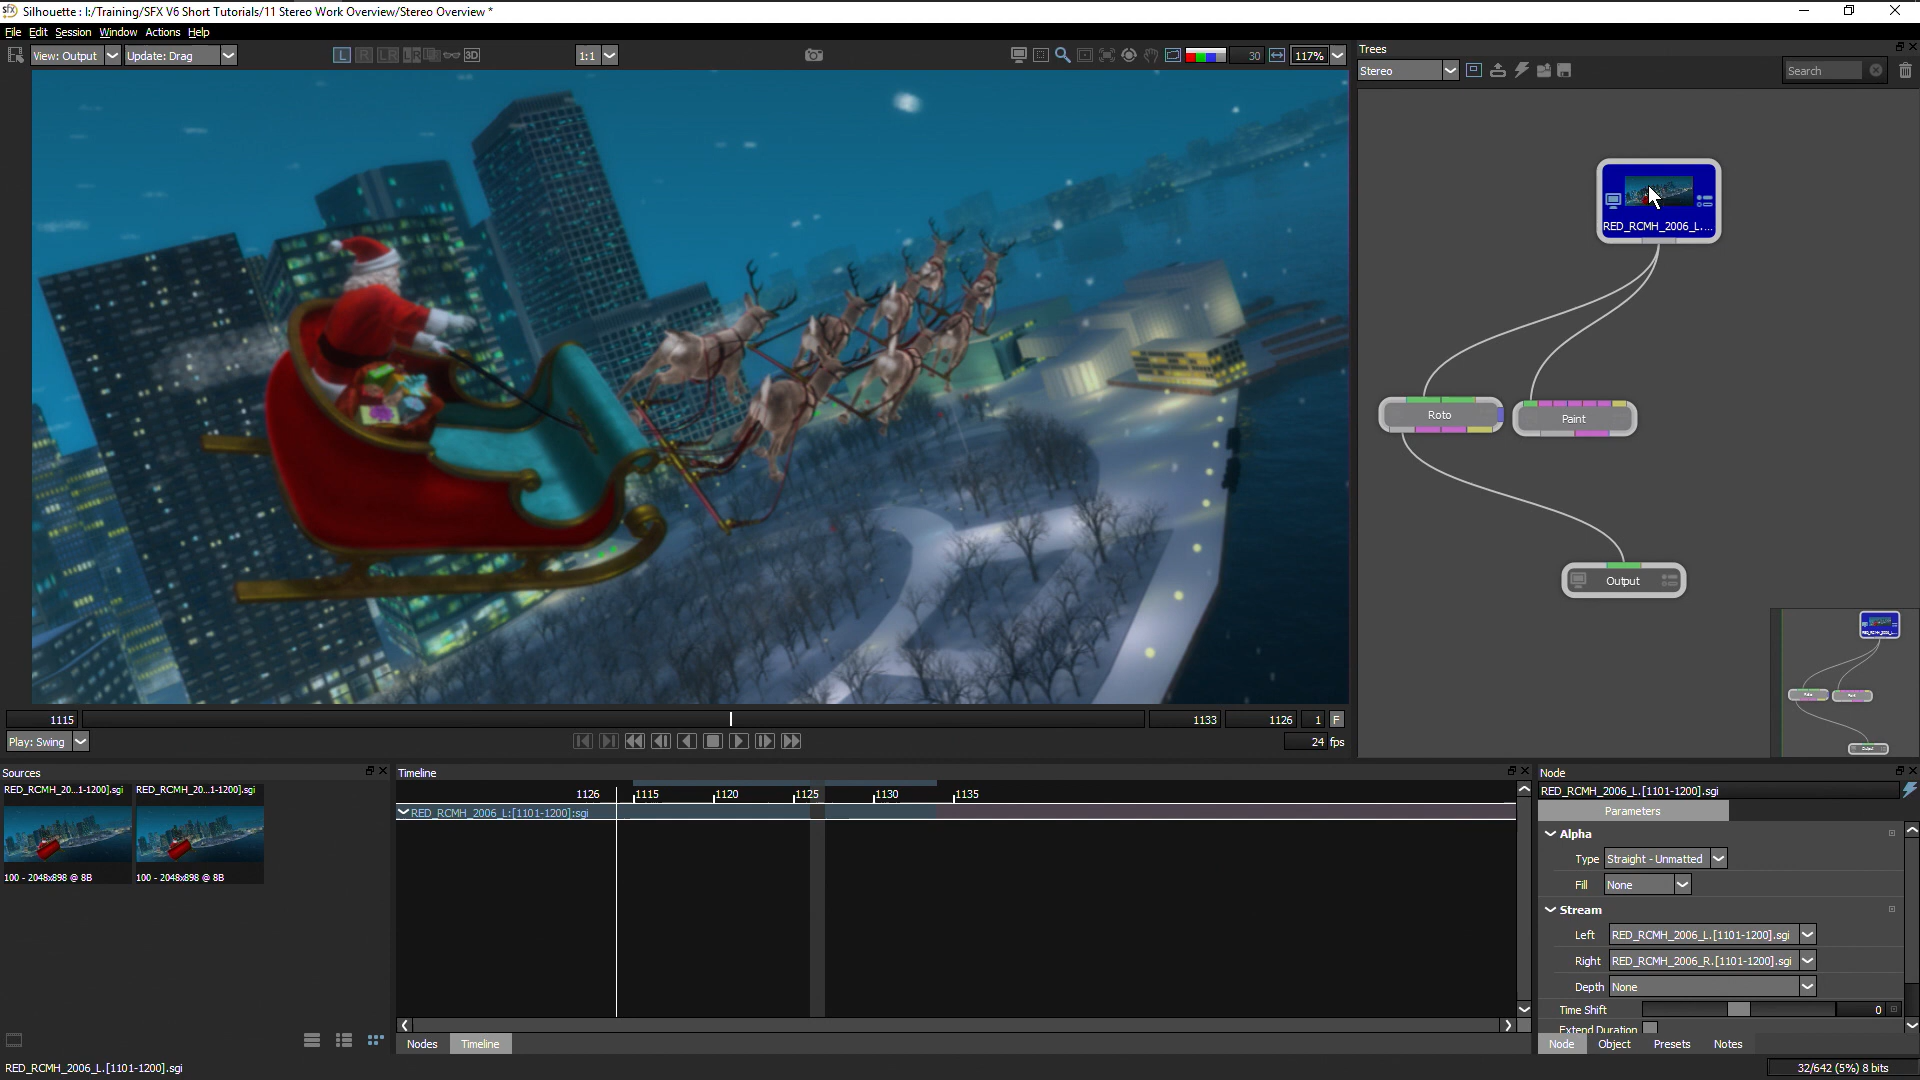 Silhouette : I:/Training/SFX V6 Short Tutorials/11 Stereo Work Overview/Stereo Overview *
File Edit Session Window Actions Help
View: Output
Update: Drag
L R LR LR 3D
1:1
30
117%
Trees
Stereo
Search
RED_RCMH_2006_L....
Roto
Paint
Output
1115
1133
1126
1
F
Play: Swing
24 fps
Sources
RED_RCMH_20...1-1200].sgi
RED_RCMH_20...1-1200].sgi
100 - 2048x898 @ 8B
100 - 2048x898 @ 8B
Timeline
1126 1115 1120 1125 1130 1135
RED_RCMH_2006_L:[1101-1200]:sgi
Nodes
Timeline
Node
RED_RCMH_2006_L.[1101-1200].sgi
Parameters
Alpha
Type Straight - Unmatted
Fill None
Stream
Left RED_RCMH_2006_L.[1101-1200].sgi
Right RED_RCMH_2006_R.[1101-1200].sgi
Depth None
Time Shift 0
Extend Duration
Node Object Presets Notes
RED_RCMH_2006_L.[1101-1200].sgi
32/642 (5%) 8 bits